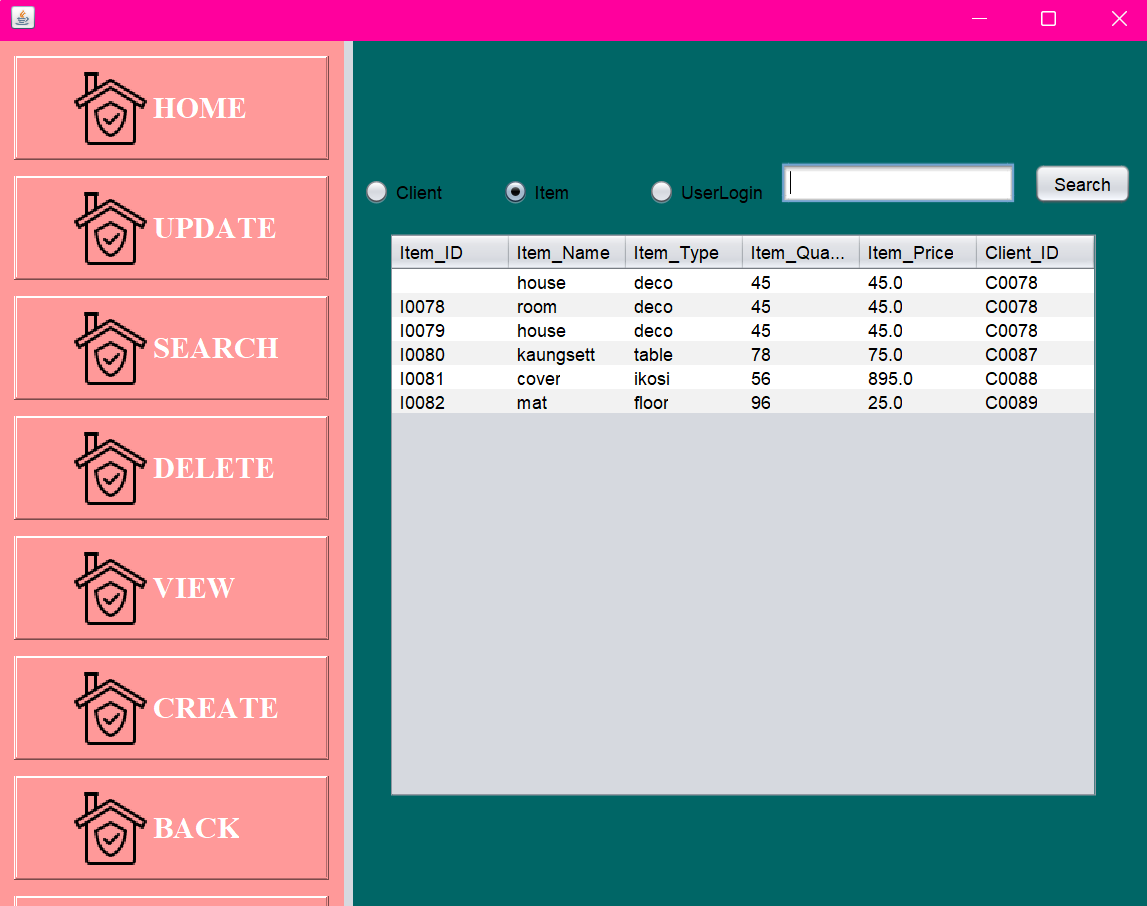 HOME
UPDATE
SEARCH
DELETE
VIEW
CREATE
BACK
Client Item UserLogin Search
Item_ID Item_Name Item_Type Item_Qua... Item_Price Client_ID
house deco 45 45.0 C0078
I0078 room deco 45 45.0 C0078
I0079 house deco 45 45.0 C0078
I0080 kaungsett table 78 75.0 C0087
I0081 cover ikosi 56 895.0 C0088
I0082 mat floor 96 25.0 C0089